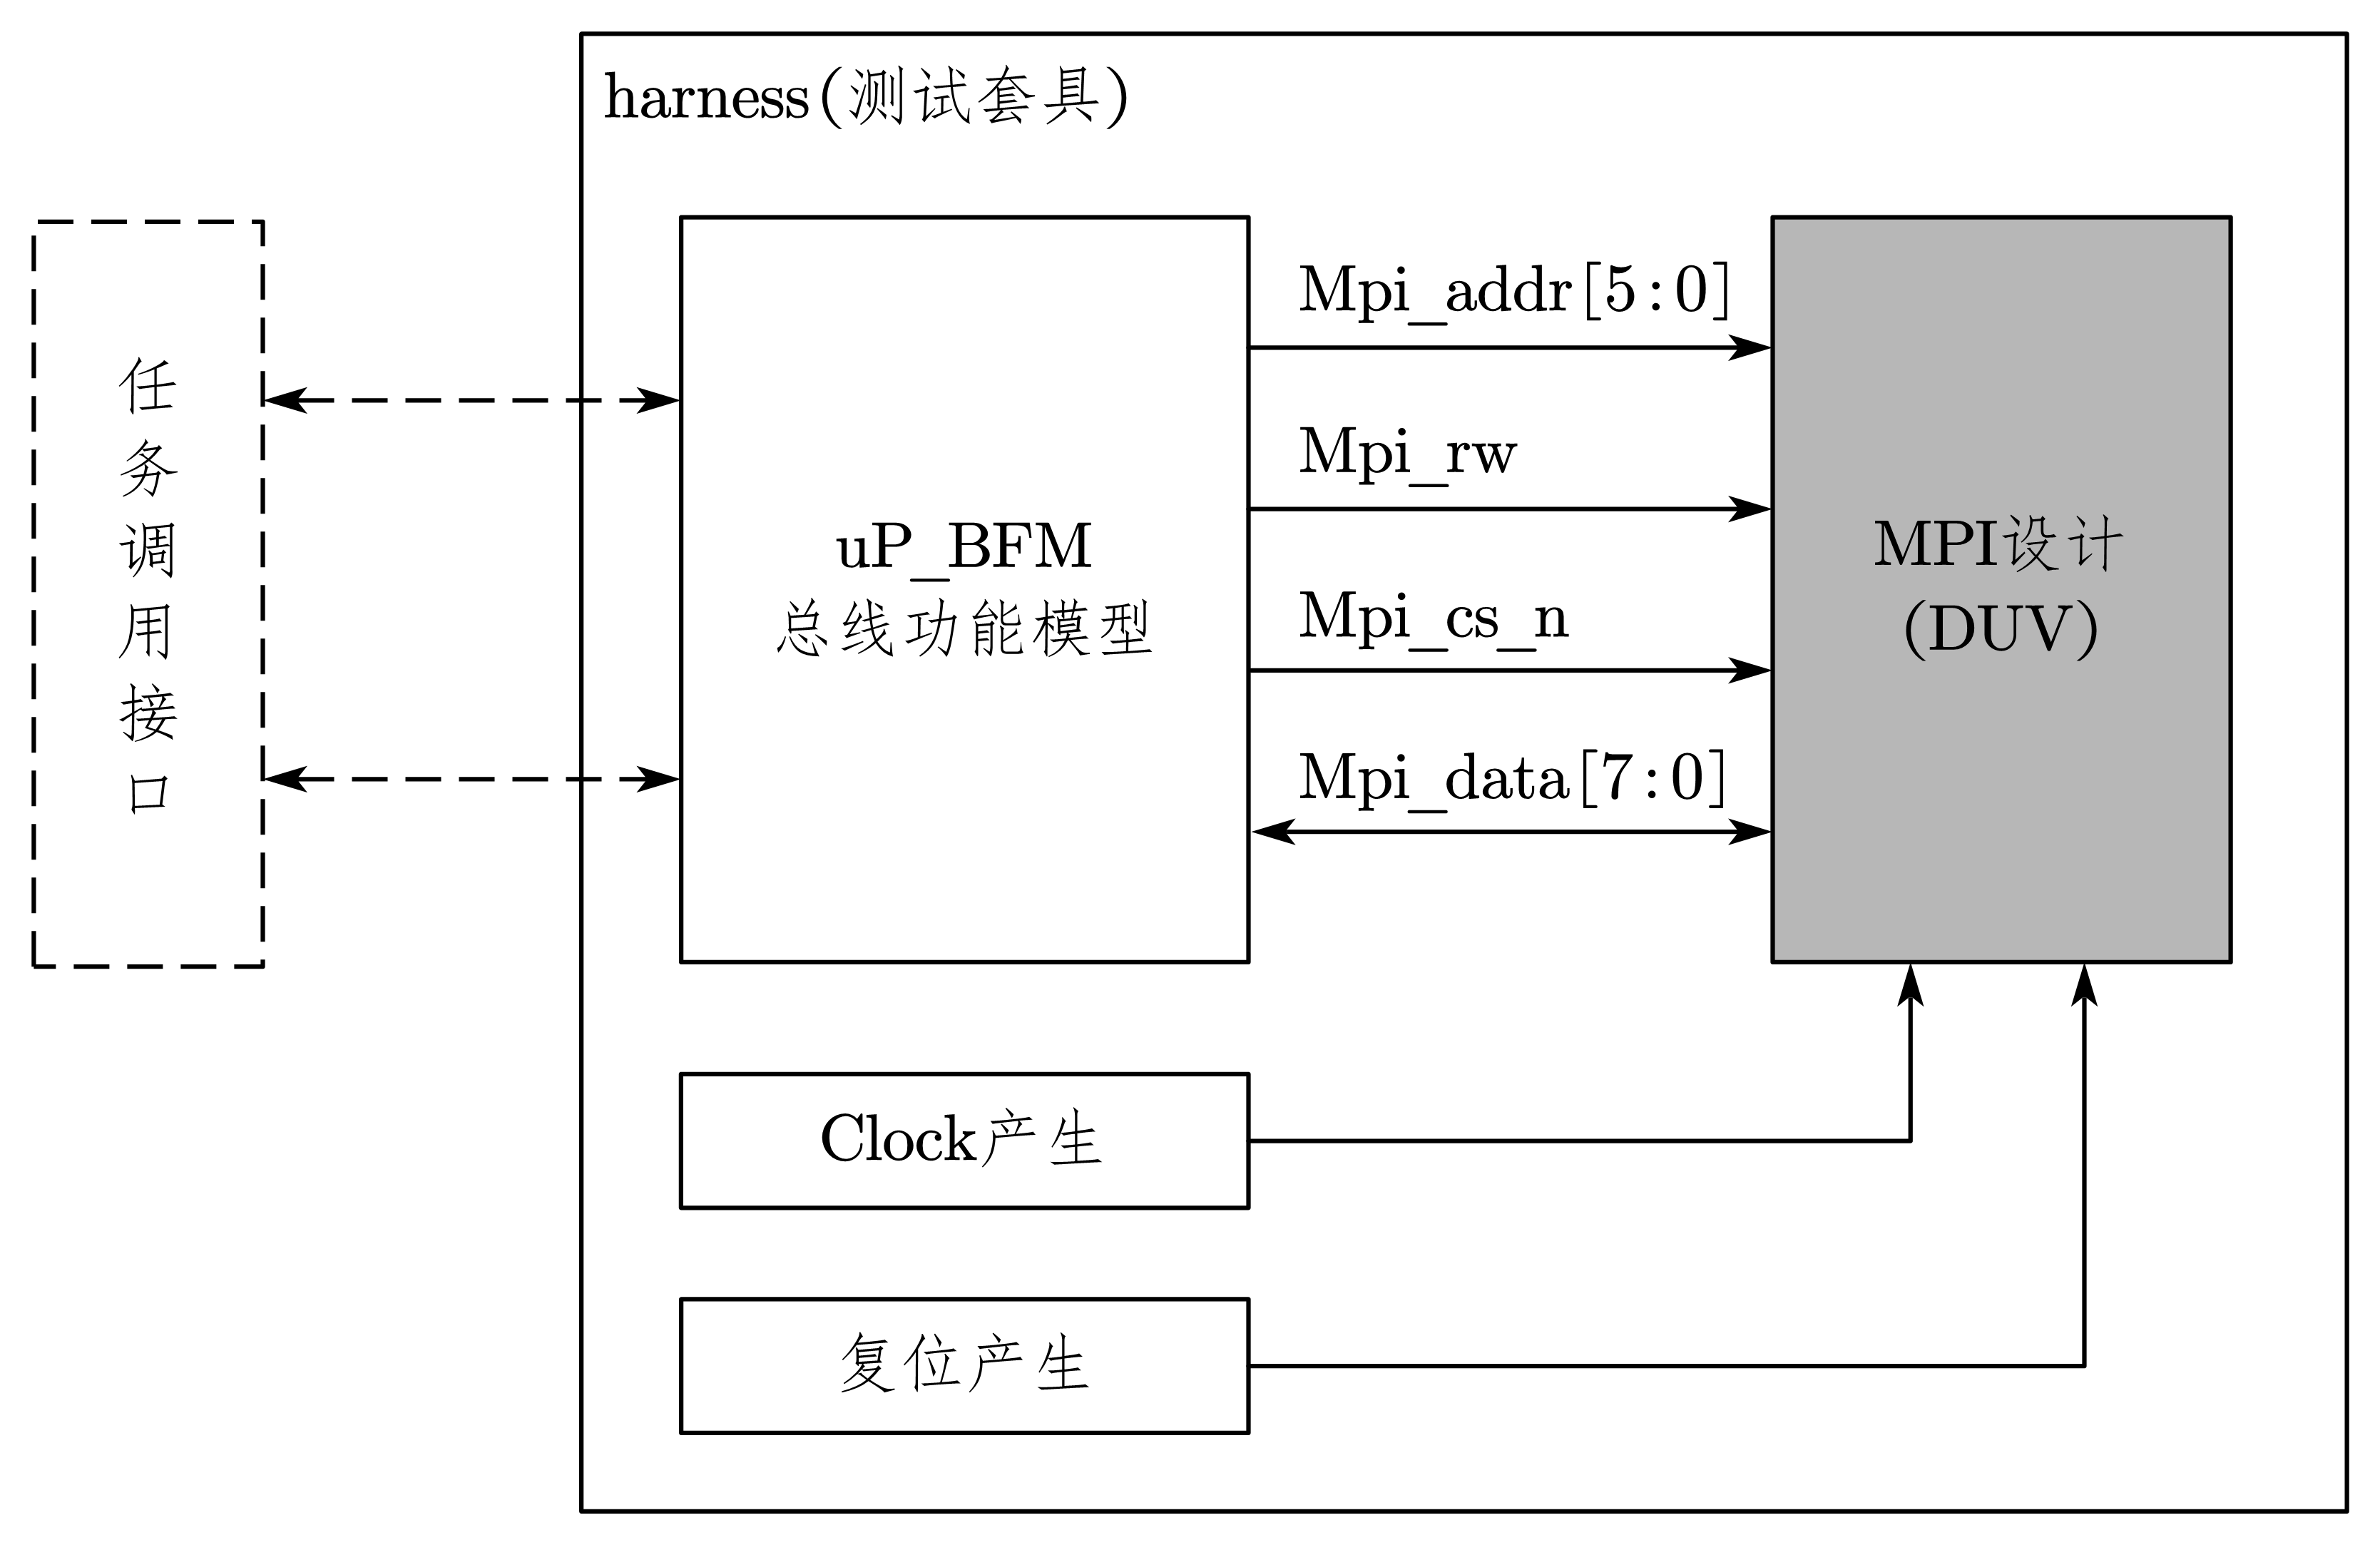 harness(测试套具)
任务调用接口
uP_BFM
总线功能模型
Mpi_addr[5:0]
Mpi_rw
Mpi_cs_n
Mpi_data[7:0]
MPI设计
(DUV)
Clock产生
复位产生